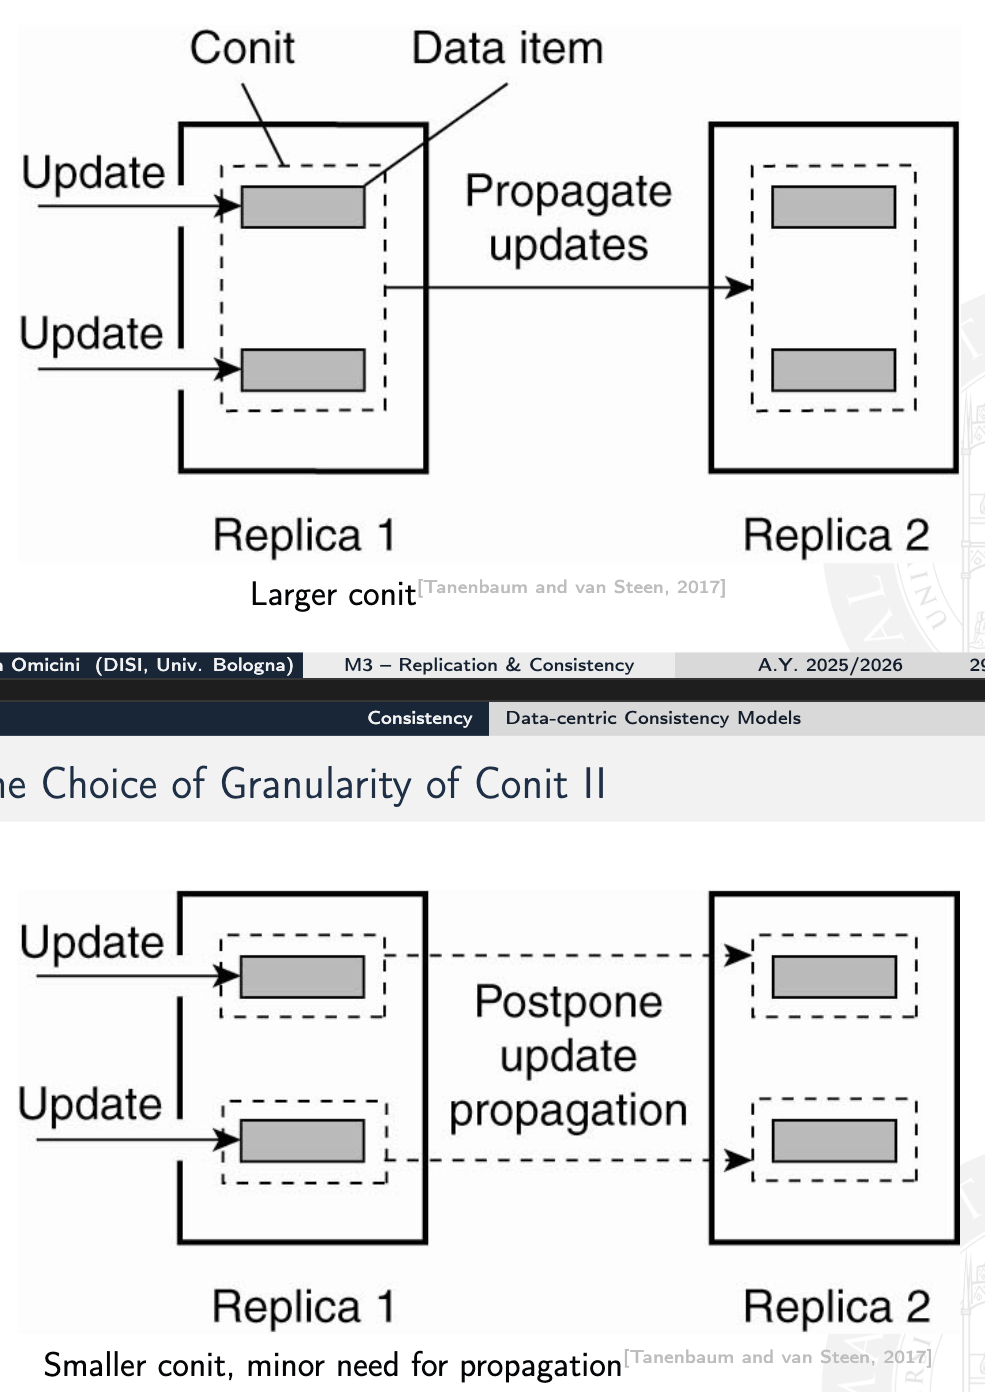 Conit Data item
Update
Propagate
updates
Update
Replica 1 Replica 2
Larger conit[Tanenbaum and van Steen, 2017]
Omicini (DISI, Univ. Bologna) M3 – Replication & Consistency A.Y. 2025/2026 29
Consistency Data-centric Consistency Models
Choice of Granularity of Conit II
Update
Postpone
update
propagation
Update
Replica 1 Replica 2
Smaller conit, minor need for propagation[Tanenbaum and van Steen, 2017]